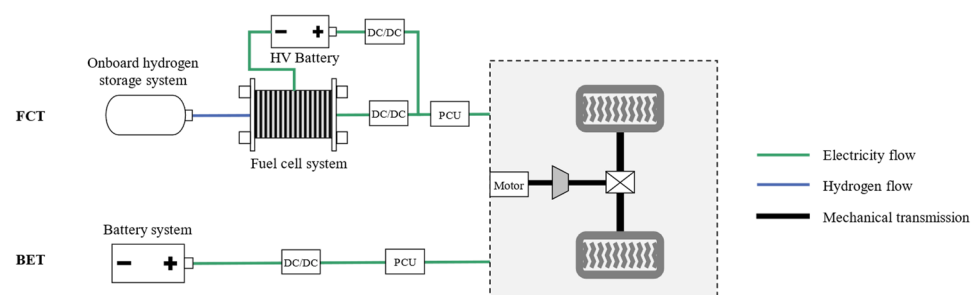 DC/DC
HV Battery
Onboard hydrogen
storage system
FCT
DC/DC
PCU
Fuel cell system
Motor
Electricity flow
Hydrogen flow
Mechanical transmission
Battery system
BET
DC/DC
PCU